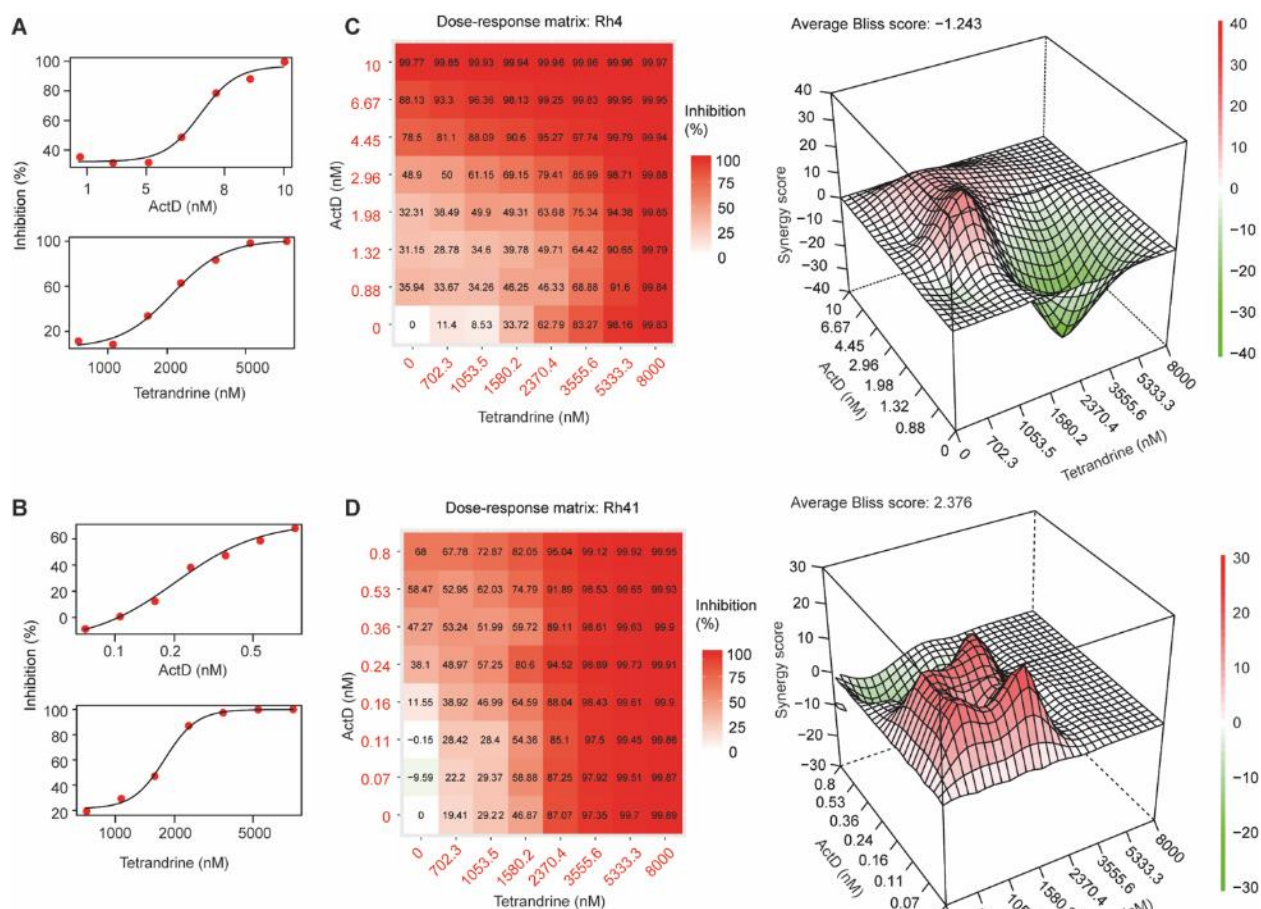 A
Inhibition (%)
100
80
60
40
1
5
8
10
ActD (nM)
100
60
20
1000
2000
5000
Tetrandrine (nM)
C
Dose-response matrix: Rh4
ActD (nM)
10 99.77 99.85 99.93 99.94 99.96 99.96 99.96 99.97
6.67 88.13 93.3 96.36 98.13 99.25 99.83 99.95 99.95
4.45 78.5 81.1 88.09 90.6 95.27 97.74 99.79 99.94
2.96 48.9 50 61.15 69.15 79.41 85.99 98.71 99.88
1.98 32.31 38.49 49.9 49.31 63.68 75.34 94.38 99.85
1.32 31.15 28.78 34.6 39.78 49.71 64.42 90.65 99.79
0.88 35.94 33.67 34.26 46.25 46.33 68.88 91.6 99.84
0 0 11.4 8.53 33.72 62.79 83.27 98.16 99.83
0 702.3 1053.5 1580.2 2370.4 3555.6 5333.3 8000
Tetrandrine (nM)
Inhibition
(%)
100
75
50
25
0
Average Bliss score: −1.243
Synergy score
40
30
20
10
0
−10
−20
−30
−40
10
6.67
4.45
2.96
1.98
1.32
0.88
0
ActD (nM)
0
702.3
1053.5
1580.2
2370.4
3555.6
5333.3
8000
Tetrandrine (nM)
40
30
20
10
0
−10
−20
−30
−40
B
Inhibition (%)
60
40
20
0
0.1
0.2
0.5
ActD (nM)
100
80
60
40
20
1000
2000
5000
Tetrandrine (nM)
D
Dose-response matrix: Rh41
ActD (nM)
0.8 68 67.78 72.87 82.05 95.04 99.12 99.92 99.95
0.53 58.47 52.95 62.03 74.79 91.89 98.53 99.65 99.93
0.36 47.27 53.24 51.99 59.72 89.11 98.61 99.63 99.9
0.24 38.1 48.97 57.25 80.6 94.52 98.89 99.73 99.91
0.16 11.55 38.92 46.99 64.59 88.04 98.43 99.61 99.9
0.11 −0.15 28.42 28.4 54.36 85.1 97.5 99.45 99.86
0.07 −9.59 22.2 29.37 58.88 87.25 97.92 99.51 99.87
0 0 19.41 29.22 46.87 87.07 97.35 99.7 99.89
0 702.3 1053.5 1580.2 2370.4 3555.6 5333.3 8000
Tetrandrine (nM)
Inhibition
(%)
100
75
50
25
0
Average Bliss score: 2.376
Synergy score
30
20
10
0
−10
−20
−30
0.8
0.53
0.36
0.24
0.16
0.11
0.07
ActD (nM)
2370.4
3555.6
5333.3
8000
Tetrandrine (nM)
30
20
10
0
−10
−20
−30